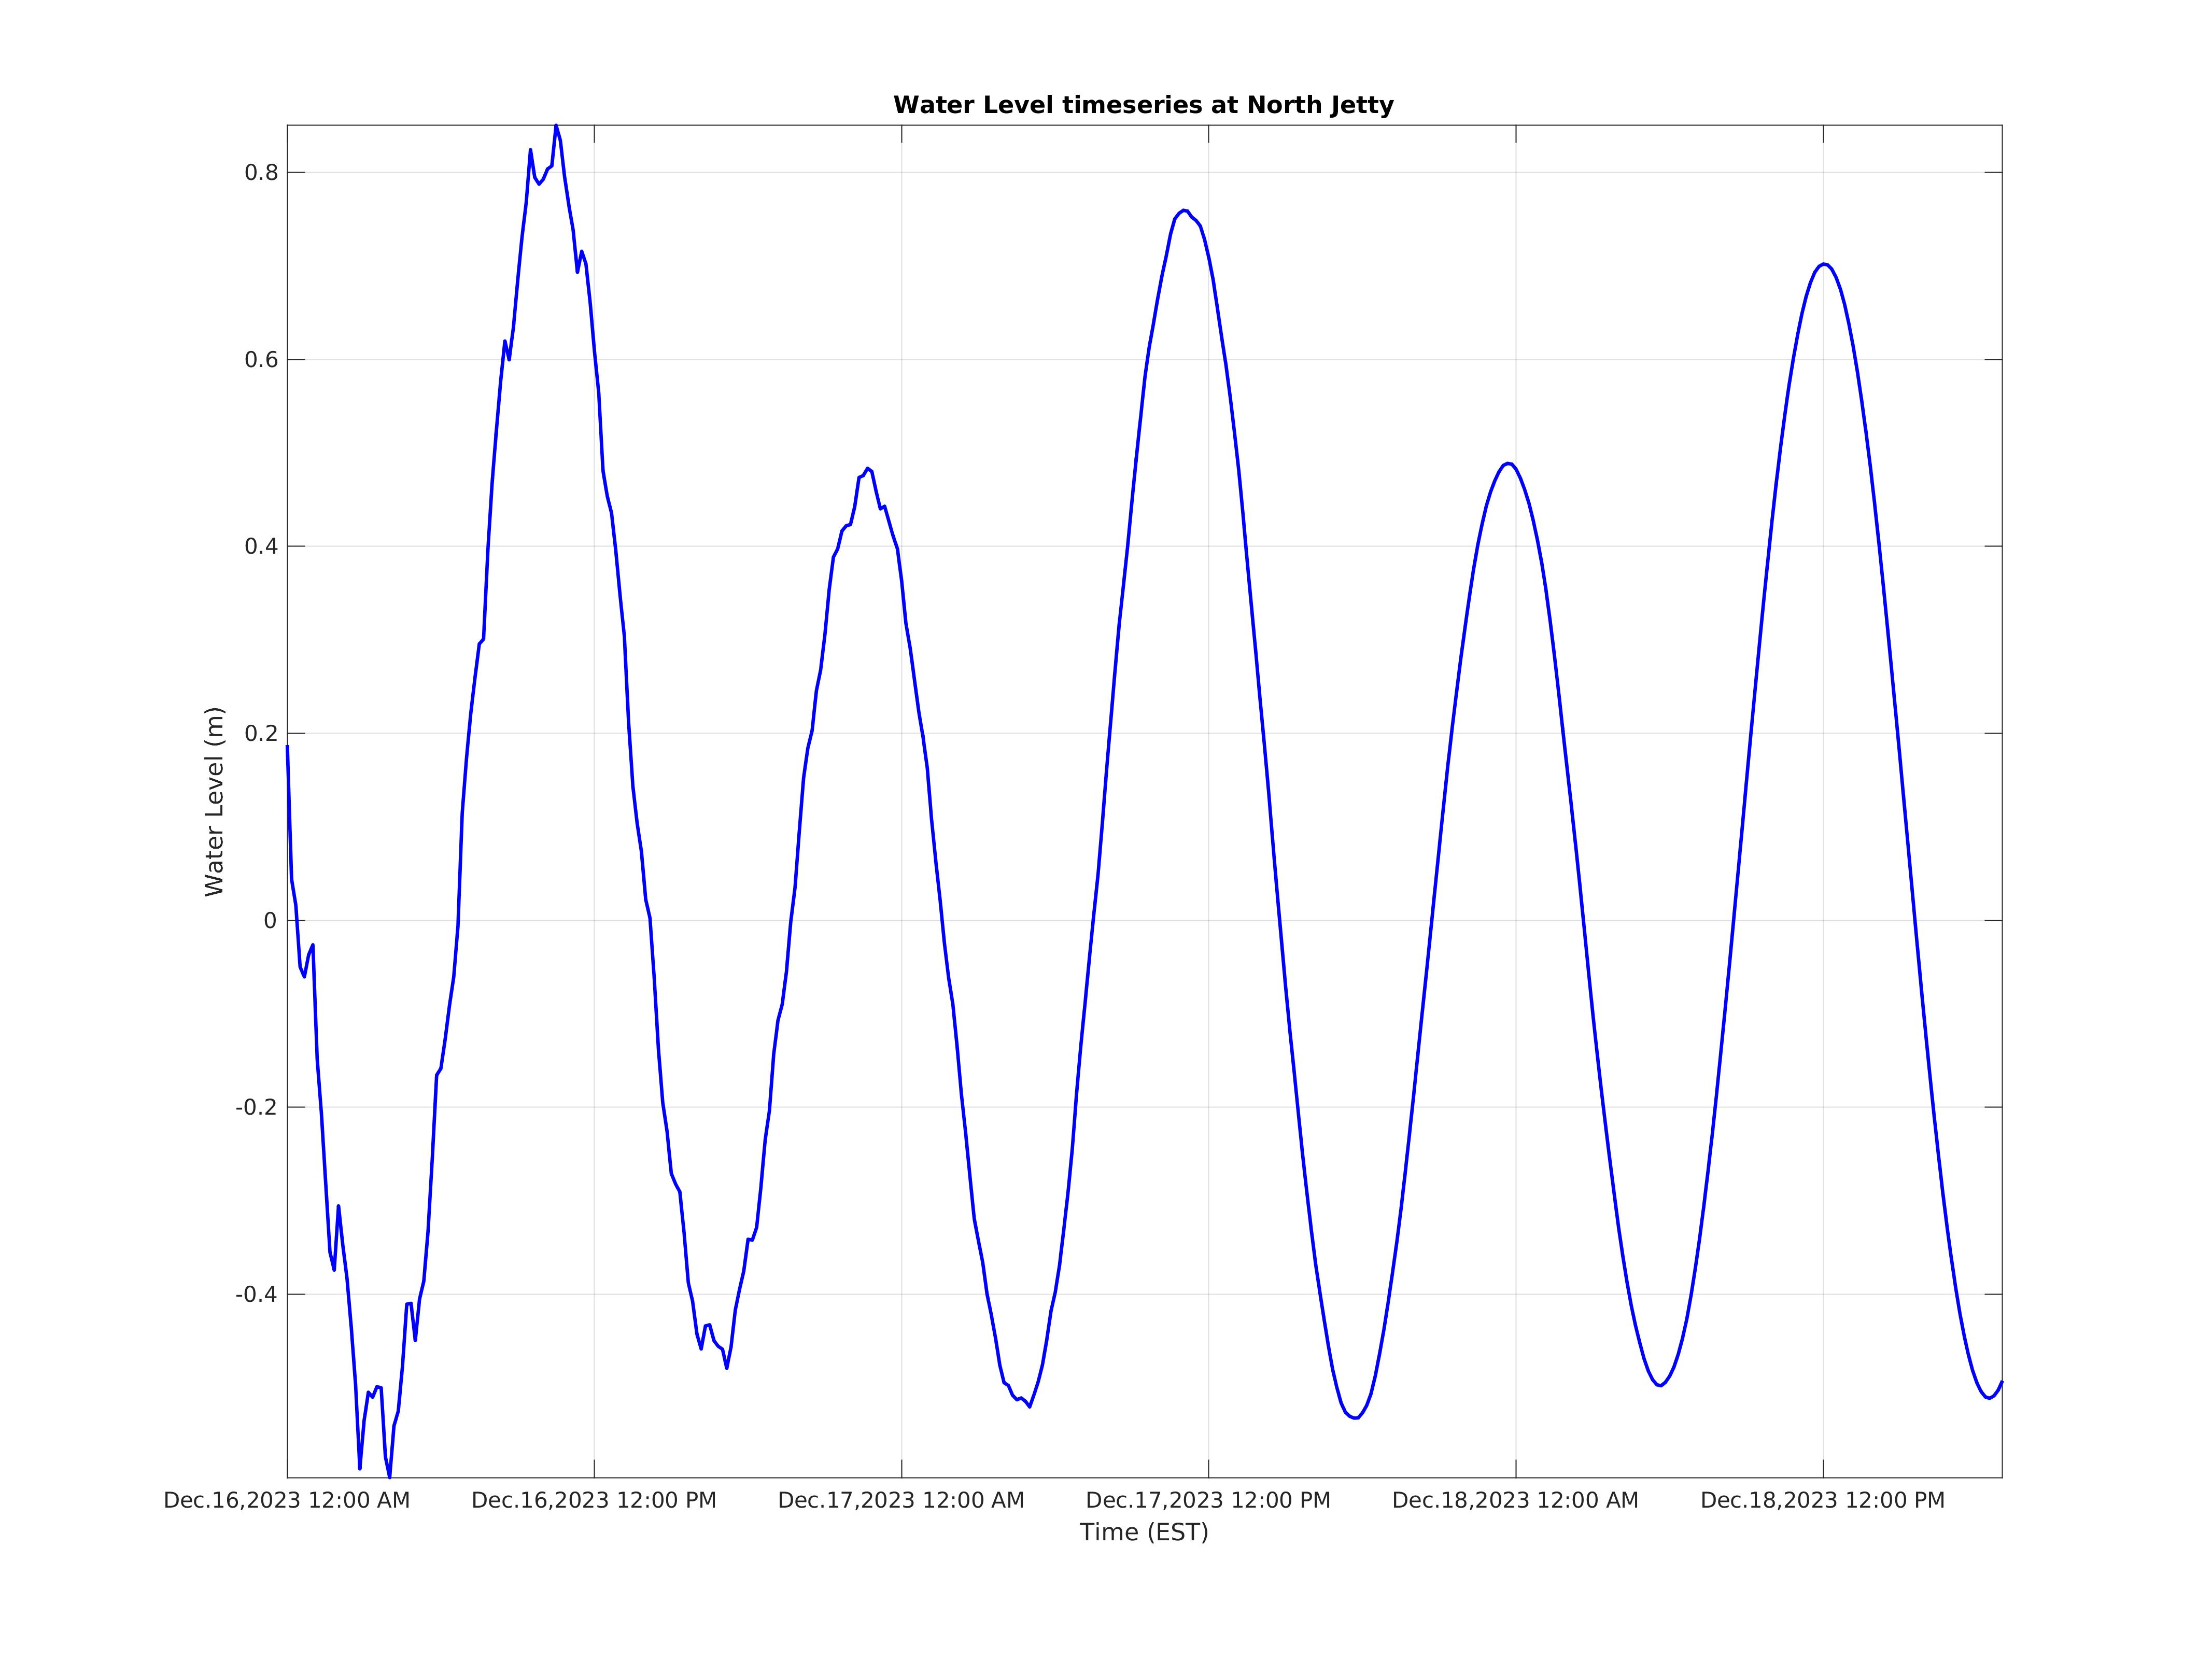 Water Level timeseries at North Jetty
0.8
0.6
0.4
0.2
0
-0.2
-0.4
Water Level (m)
Dec.16,2023 12:00 AM Dec.16,2023 12:00 PM Dec.17,2023 12:00 AM Dec.17,2023 12:00 PM Dec.18,2023 12:00 AM Dec.18,2023 12:00 PM
Time (EST)